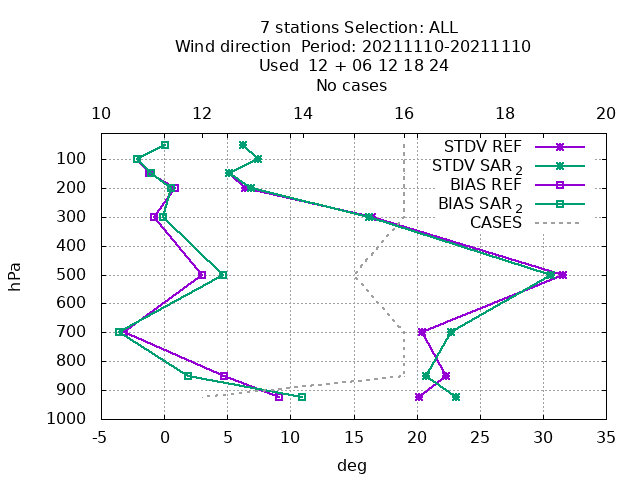 7 stations Selection: ALL
Wind direction  Period: 20211110-20211110
Used  12 + 06 12 18 24
No cases
10 12 14 16 18 20
STDV REF
STDV SAR 2
BIAS REF
BIAS SAR 2
CASES
100
200
300
400
500
600
700
800
900
1000
hPa
-5 0 5 10 15 20 25 30 35
deg